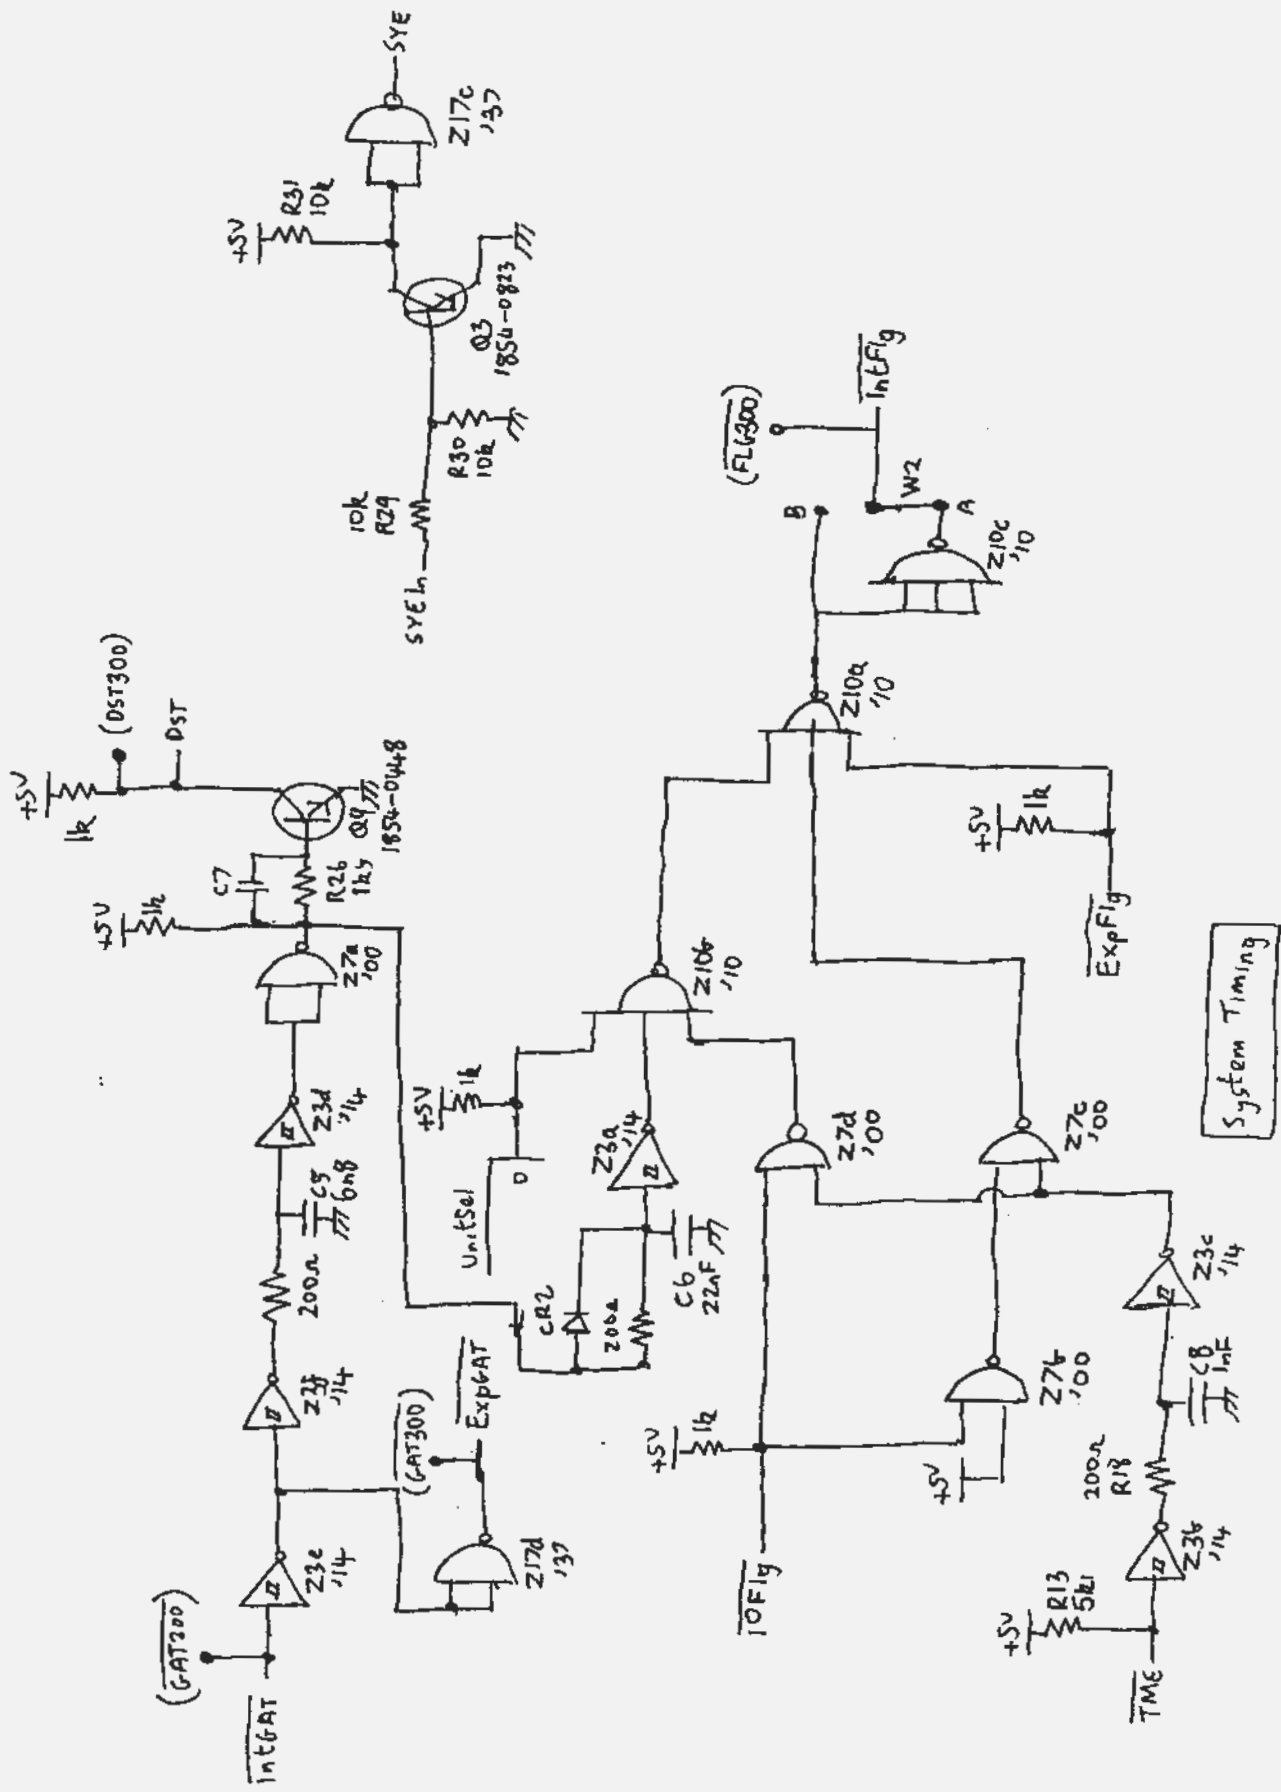 +5V
R31
10k
SYE
Z17c
'37
Q3
1854-0823
SYEIn
10k
R29
R30
10k
+5V
1k
(DST300)
DST
+5V
1k
C7
R26
1k5
Q4
1854-0448
Z7a
'00
Z3d
'14
C5
6n8
200Ω
'14
Z3e
'14
(GAT200)
IntGAT
Z17d
'37
(GAT300)
ExpGAT
UnitSel
+5V
1k
CR2
200Ω
C6
22nF
Z3a
'14
Z10b
'10
Z10a
'10
B
(FLG300)
IntFlg
W2
A
Z10c
'10
+5V
1k
ExpFlg
IOFlg
+5V
1k
Z7d
'00
Z7c
'00
+5V
Z7b
'00
TME
+5V
R13
5k1
Z3b
'14
200Ω
R18
C8
1nF
Z3c
'14
System Timing